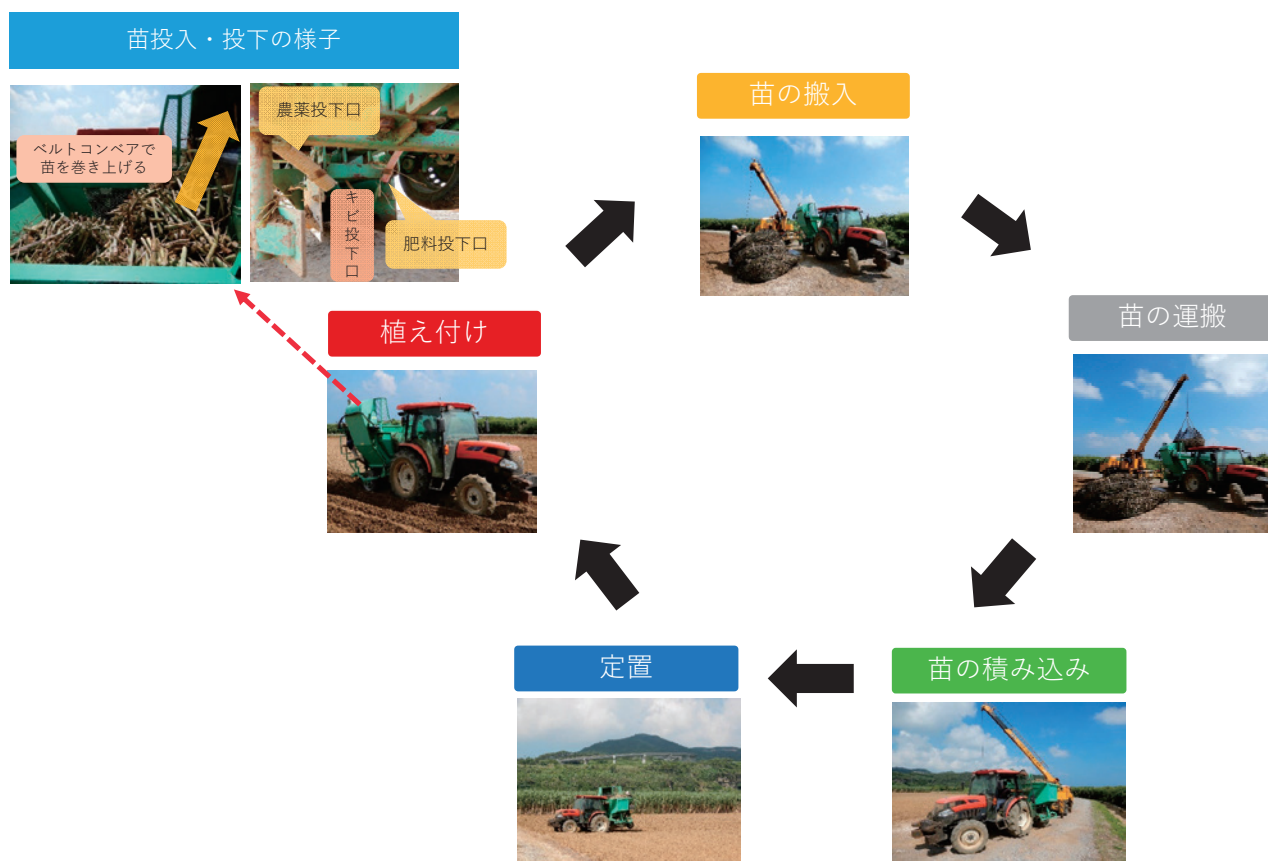 苗投入・投下の様子
ベルトコンベアで
苗を巻き上げる
農薬投下口
キビ投下口
肥料投下口
苗の搬入
苗の運搬
苗の積み込み
定置
植え付け